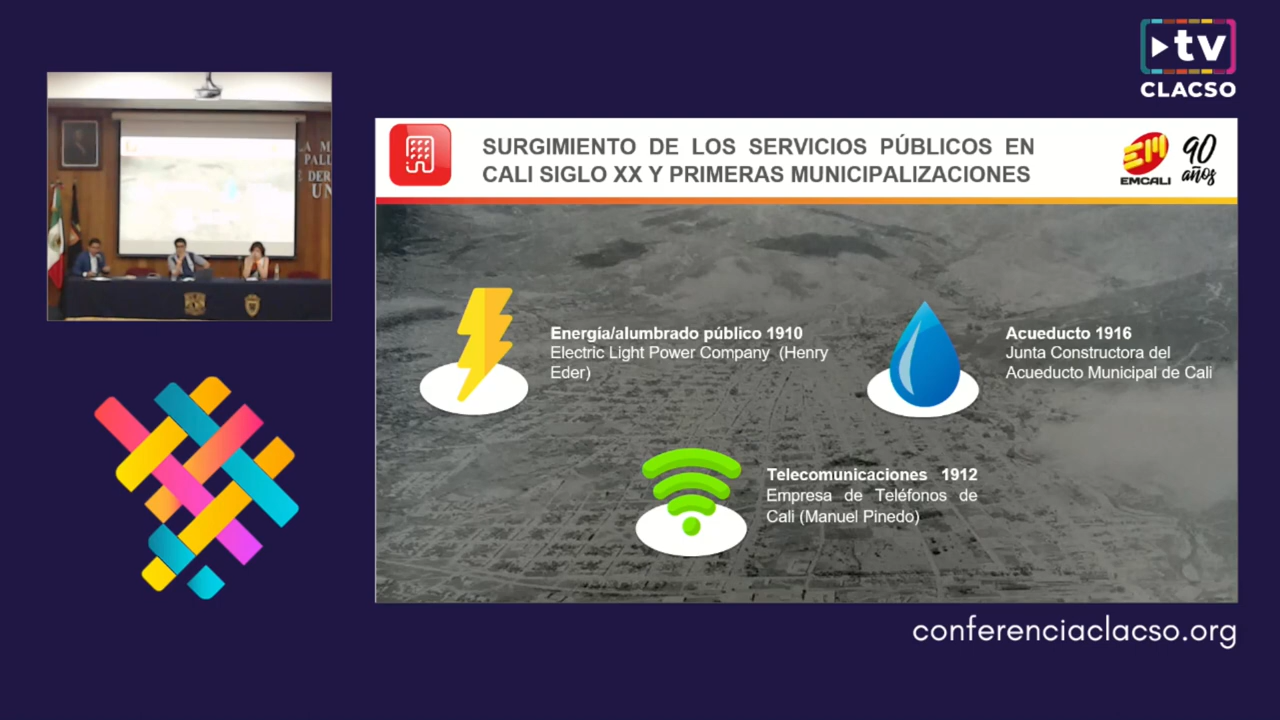 tv
CLACSO
SURGIMIENTO DE LOS SERVICIOS PÚBLICOS EN
CALI SIGLO XX Y PRIMERAS MUNICIPALIZACIONES
EMCALI
90
años
Energía/alumbrado público 1910
Electric Light Power Company (Henry
Eder)
Acueducto 1916
Junta Constructora del
Acueducto Municipal de Cali
Telecomunicaciones 1912
Empresa de Teléfonos de
Cali (Manuel Pinedo)
conferenciaclacso.org